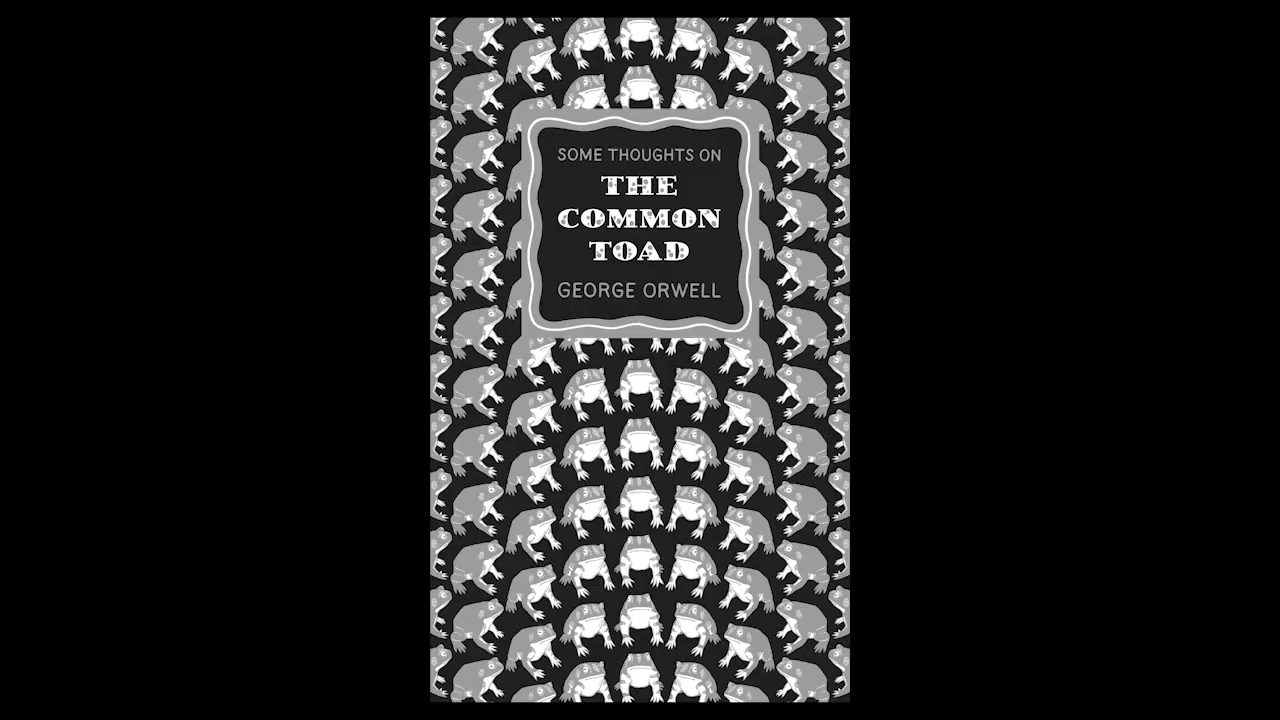 SOME THOUGHTS ON
THE
COMMON
TOAD
GEORGE ORWELL